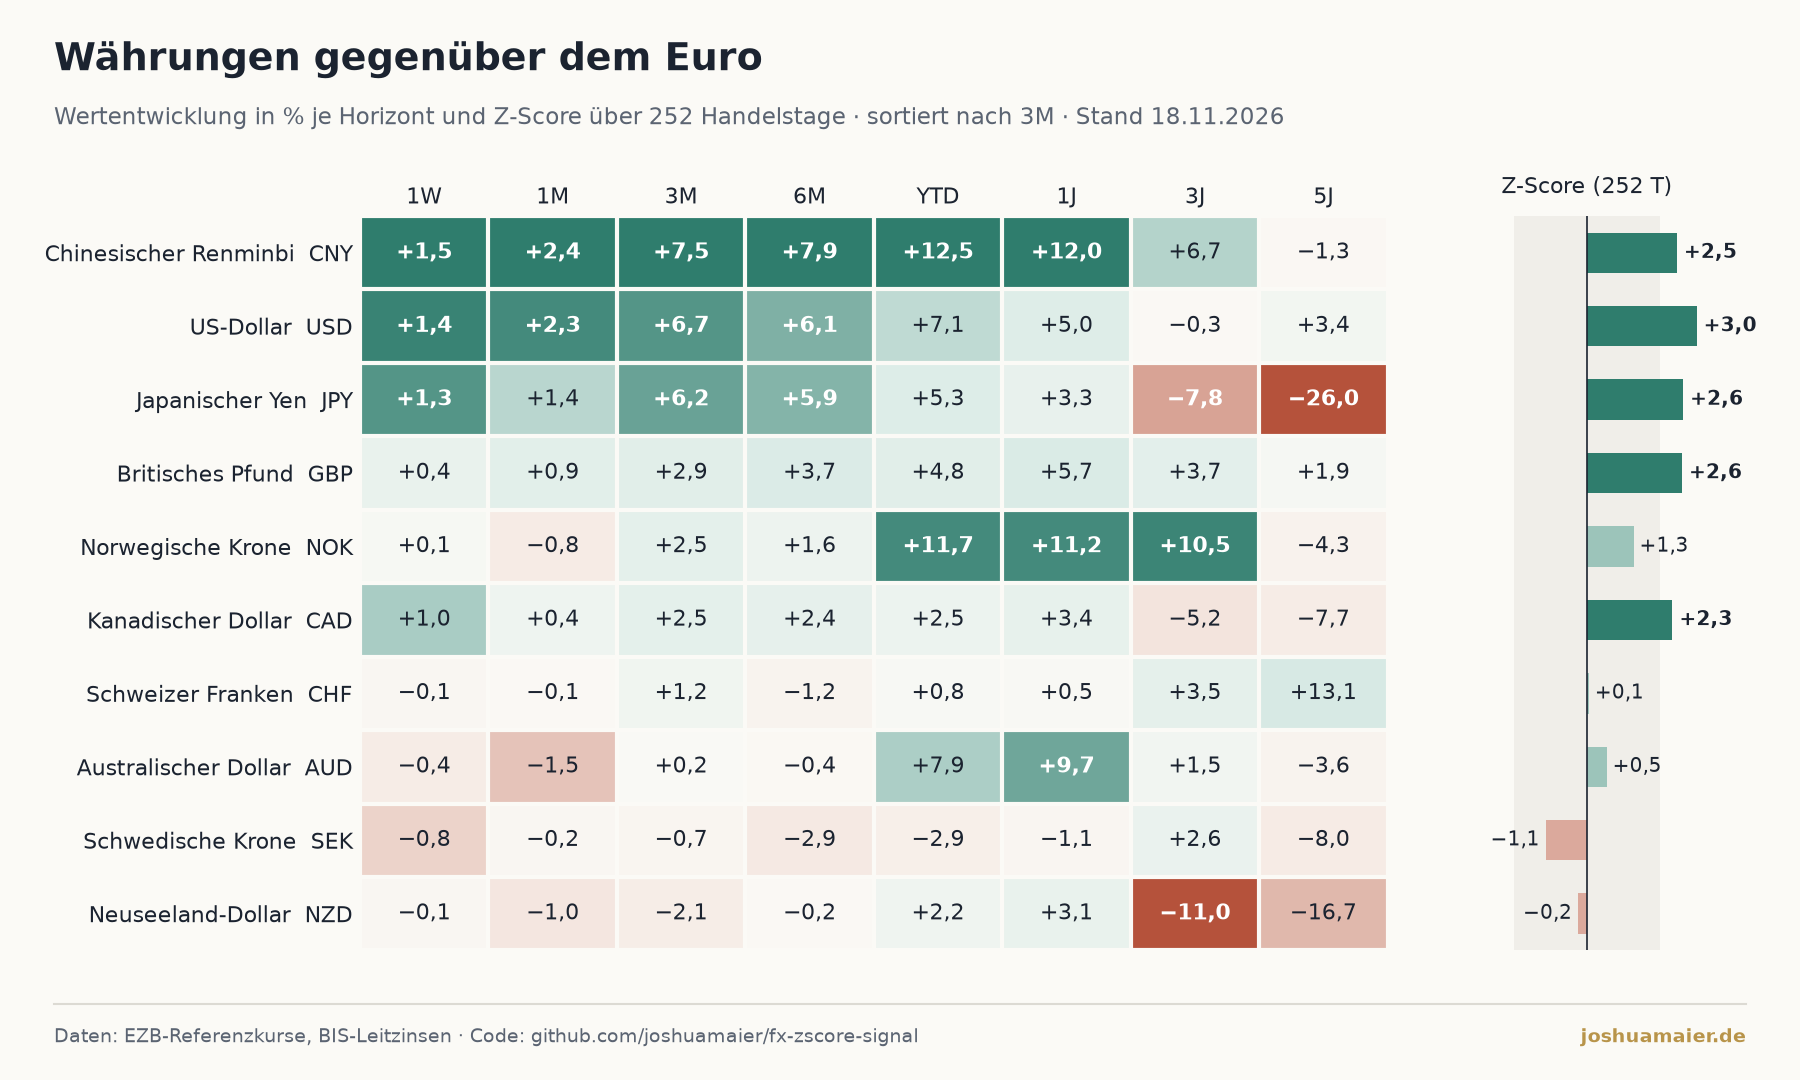 Währungen gegenüber dem Euro
Wertentwicklung in % je Horizont und Z-Score über 252 Handelstage · sortiert nach 3M · Stand 18.11.2026
1W 1M 3M 6M YTD 1J 3J 5J Z-Score (252 T)
Chinesischer Renminbi CNY +1,5 +2,4 +7,5 +7,9 +12,5 +12,0 +6,7 −1,3 +2,5
US-Dollar USD +1,4 +2,3 +6,7 +6,1 +7,1 +5,0 −0,3 +3,4 +3,0
Japanischer Yen JPY +1,3 +1,4 +6,2 +5,9 +5,3 +3,3 −7,8 −26,0 +2,6
Britisches Pfund GBP +0,4 +0,9 +2,9 +3,7 +4,8 +5,7 +3,7 +1,9 +2,6
Norwegische Krone NOK +0,1 −0,8 +2,5 +1,6 +11,7 +11,2 +10,5 −4,3 +1,3
Kanadischer Dollar CAD +1,0 +0,4 +2,5 +2,4 +2,5 +3,4 −5,2 −7,7 +2,3
Schweizer Franken CHF −0,1 −0,1 +1,2 −1,2 +0,8 +0,5 +3,5 +13,1 +0,1
Australischer Dollar AUD −0,4 −1,5 +0,2 −0,4 +7,9 +9,7 +1,5 −3,6 +0,5
Schwedische Krone SEK −0,8 −0,2 −0,7 −2,9 −2,9 −1,1 +2,6 −8,0 −1,1
Neuseeland-Dollar NZD −0,1 −1,0 −2,1 −0,2 +2,2 +3,1 −11,0 −16,7 −0,2
Daten: EZB-Referenzkurse, BIS-Leitzinsen · Code: github.com/joshuamaier/fx-zscore-signal
joshuamaier.de